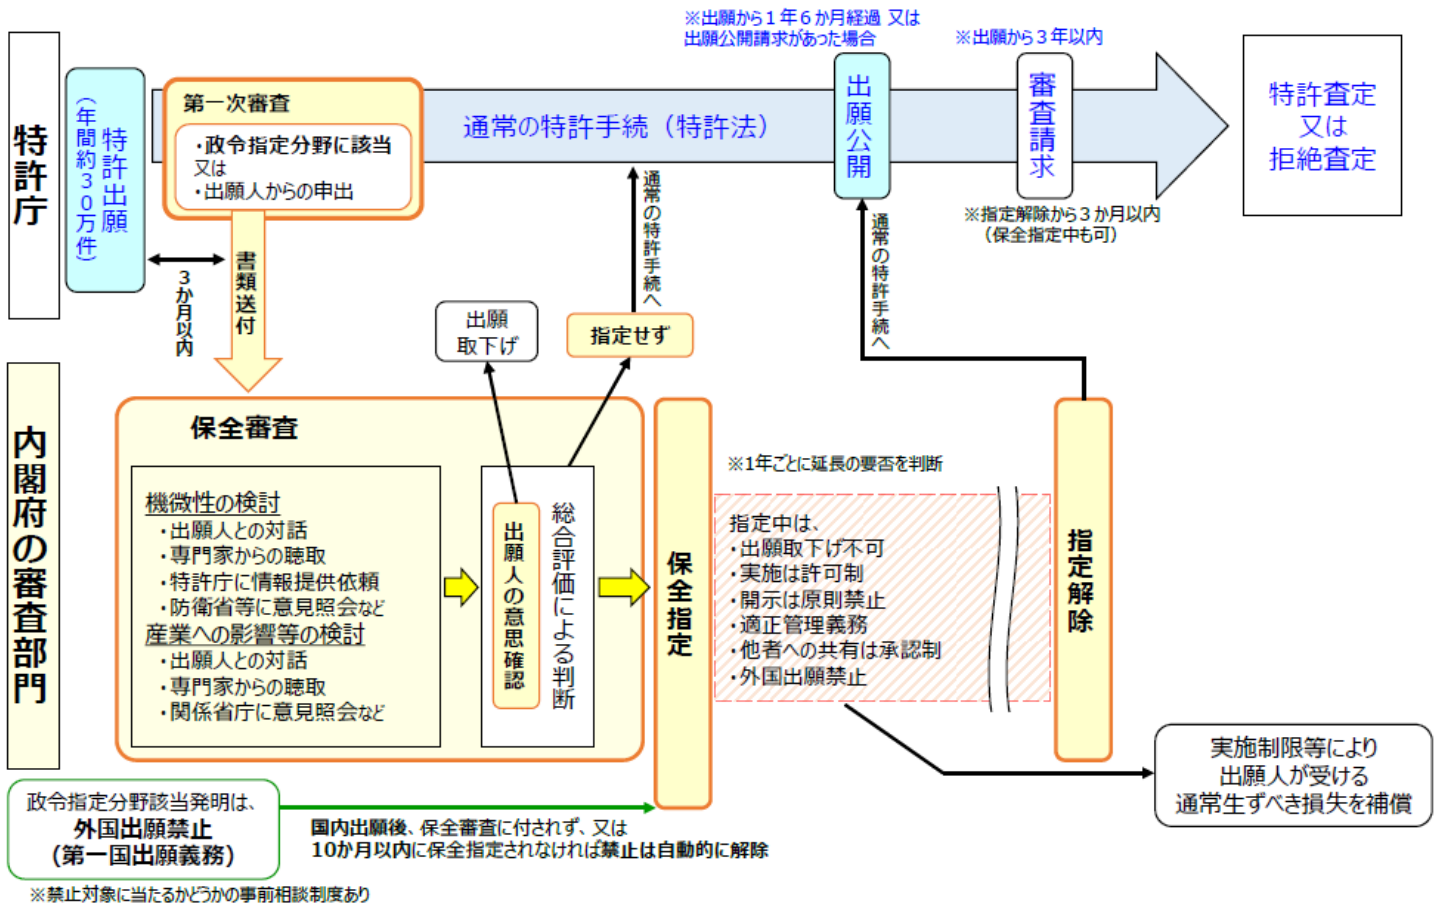 ※出願から１年６か月経過 又は
出願公開請求があった場合
※出願から３年以内
特許庁
特許出願
（年間約３０万件）
第一次審査
・政令指定分野に該当
又は
・出願人からの申出
通常の特許手続（特許法）
出願公開
審査請求
特許査定
又は
拒絶査定
※指定解除から３か月以内
（保全指定中も可）
３か月以内
書類送付
通常の特許手続へ
通常の特許手続へ
出願
取下げ
指定せず
内閣府の審査部門
保全審査
機微性の検討
・出願人との対話
・専門家からの聴取
・特許庁に情報提供依頼
・防衛省等に意見照会など
産業への影響等の検討
・出願人との対話
・専門家からの聴取
・関係省庁に意見照会など
出願人の意思確認
総合評価による判断
保全指定
※1年ごとに延長の要否を判断
指定中は、
・出願取下げ不可
・実施は許可制
・開示は原則禁止
・適正管理義務
・他者への共有は承認制
・外国出願禁止
指定解除
実施制限等により
出願人が受ける
通常生ずべき損失を補償
政令指定分野該当発明は、
外国出願禁止
（第一国出願義務）
国内出願後、保全審査に付されず、又は
10か月以内に保全指定されなければ禁止は自動的に解除
※禁止対象に当たるかどうかの事前相談制度あり